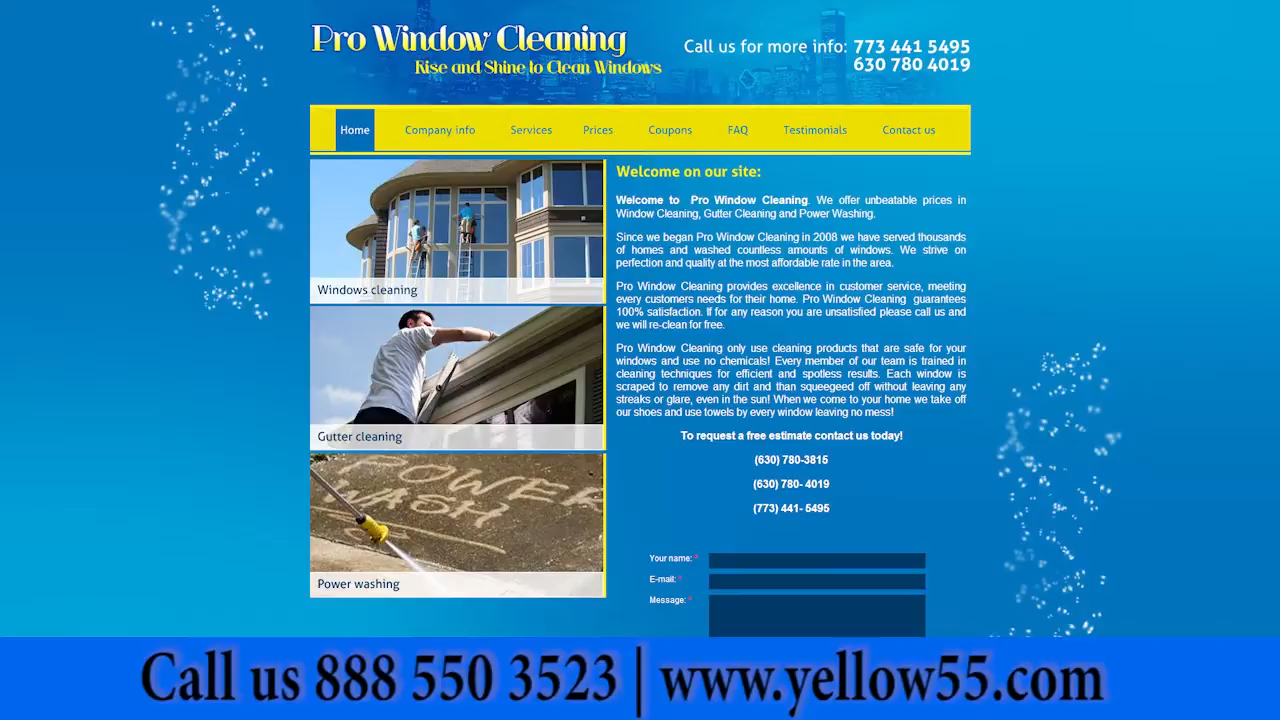 Pro Window Cleaning
Rise and Shine to Clean Windows
Call us for more info: 773 441 5495
630 780 4019
Home Company info Services Prices Coupons FAQ Testimonials Contact us
Windows cleaning
POWER
WASH
Gutter cleaning
Power washing
Welcome on our site:
Welcome to Pro Window Cleaning. We offer unbeatable prices in
Window Cleaning, Gutter Cleaning and Power Washing.
Since we began Pro Window Cleaning in 2008 we have served thousands
of homes and washed countless amounts of windows. We strive on
perfection and quality at the most affordable rate in the area.
Pro Window Cleaning provides excellence in customer service, meeting
every customers needs for their home. Pro Window Cleaning guarantees
100% satisfaction. If for any reason you are unsatisfied please call us and
we will re-clean for free.
Pro Window Cleaning only use cleaning products that are safe for your
windows and use no chemicals! Every member of our team is trained in
cleaning techniques for efficient and spotless results. Each window is
scraped to remove any dirt and than squeegeed off without leaving any
streaks or glare, even in the sun! When we come to your home we take off
our shoes and use towels by every window leaving no mess!
To request a free estimate contact us today!
(630) 780-3815
(630) 780- 4019
(773) 441- 5495
Your name: *
E-mail: *
Message: *
Call us 888 550 3523 | www.yellow55.com